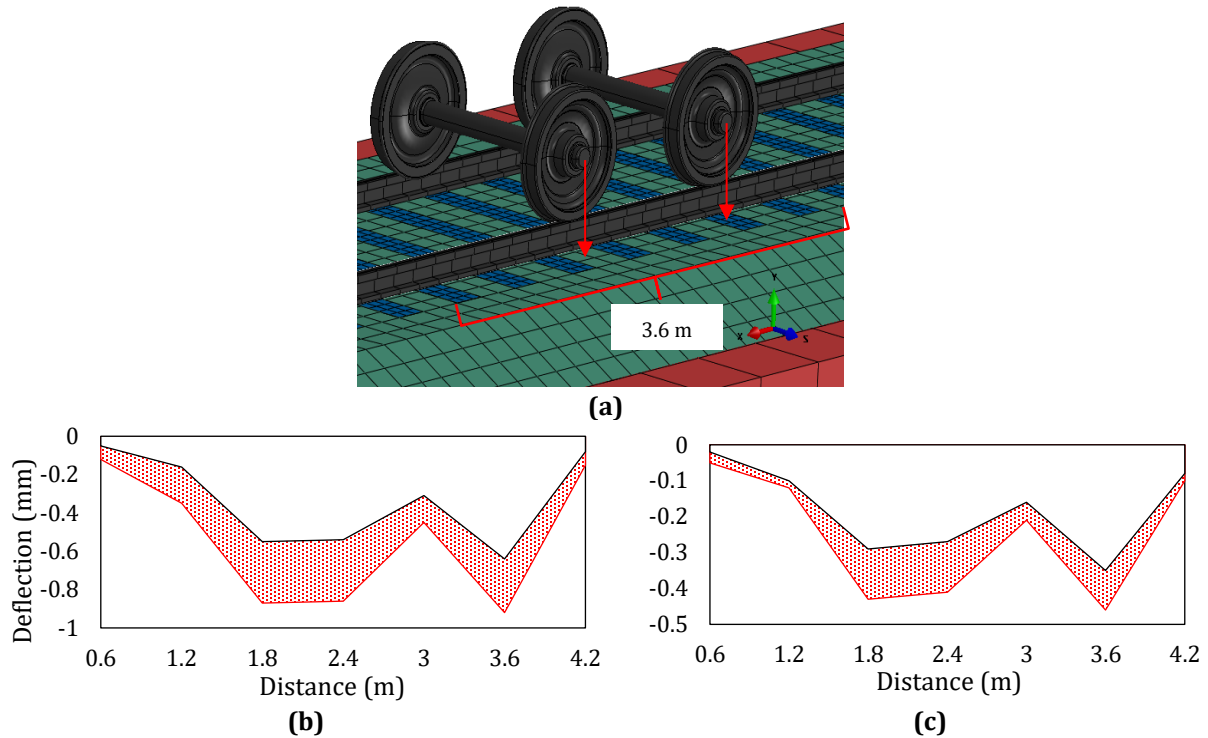 3.6 m
Y
X
S
(a)
Deflection (mm)
0
-0.2
-0.4
-0.6
-0.8
-1
0.6 1.2 1.8 2.4 3 3.6 4.2
Distance (m)
(b)
0
-0.1
-0.2
-0.3
-0.4
-0.5
0.6 1.2 1.8 2.4 3 3.6 4.2
Distance (m)
(c)